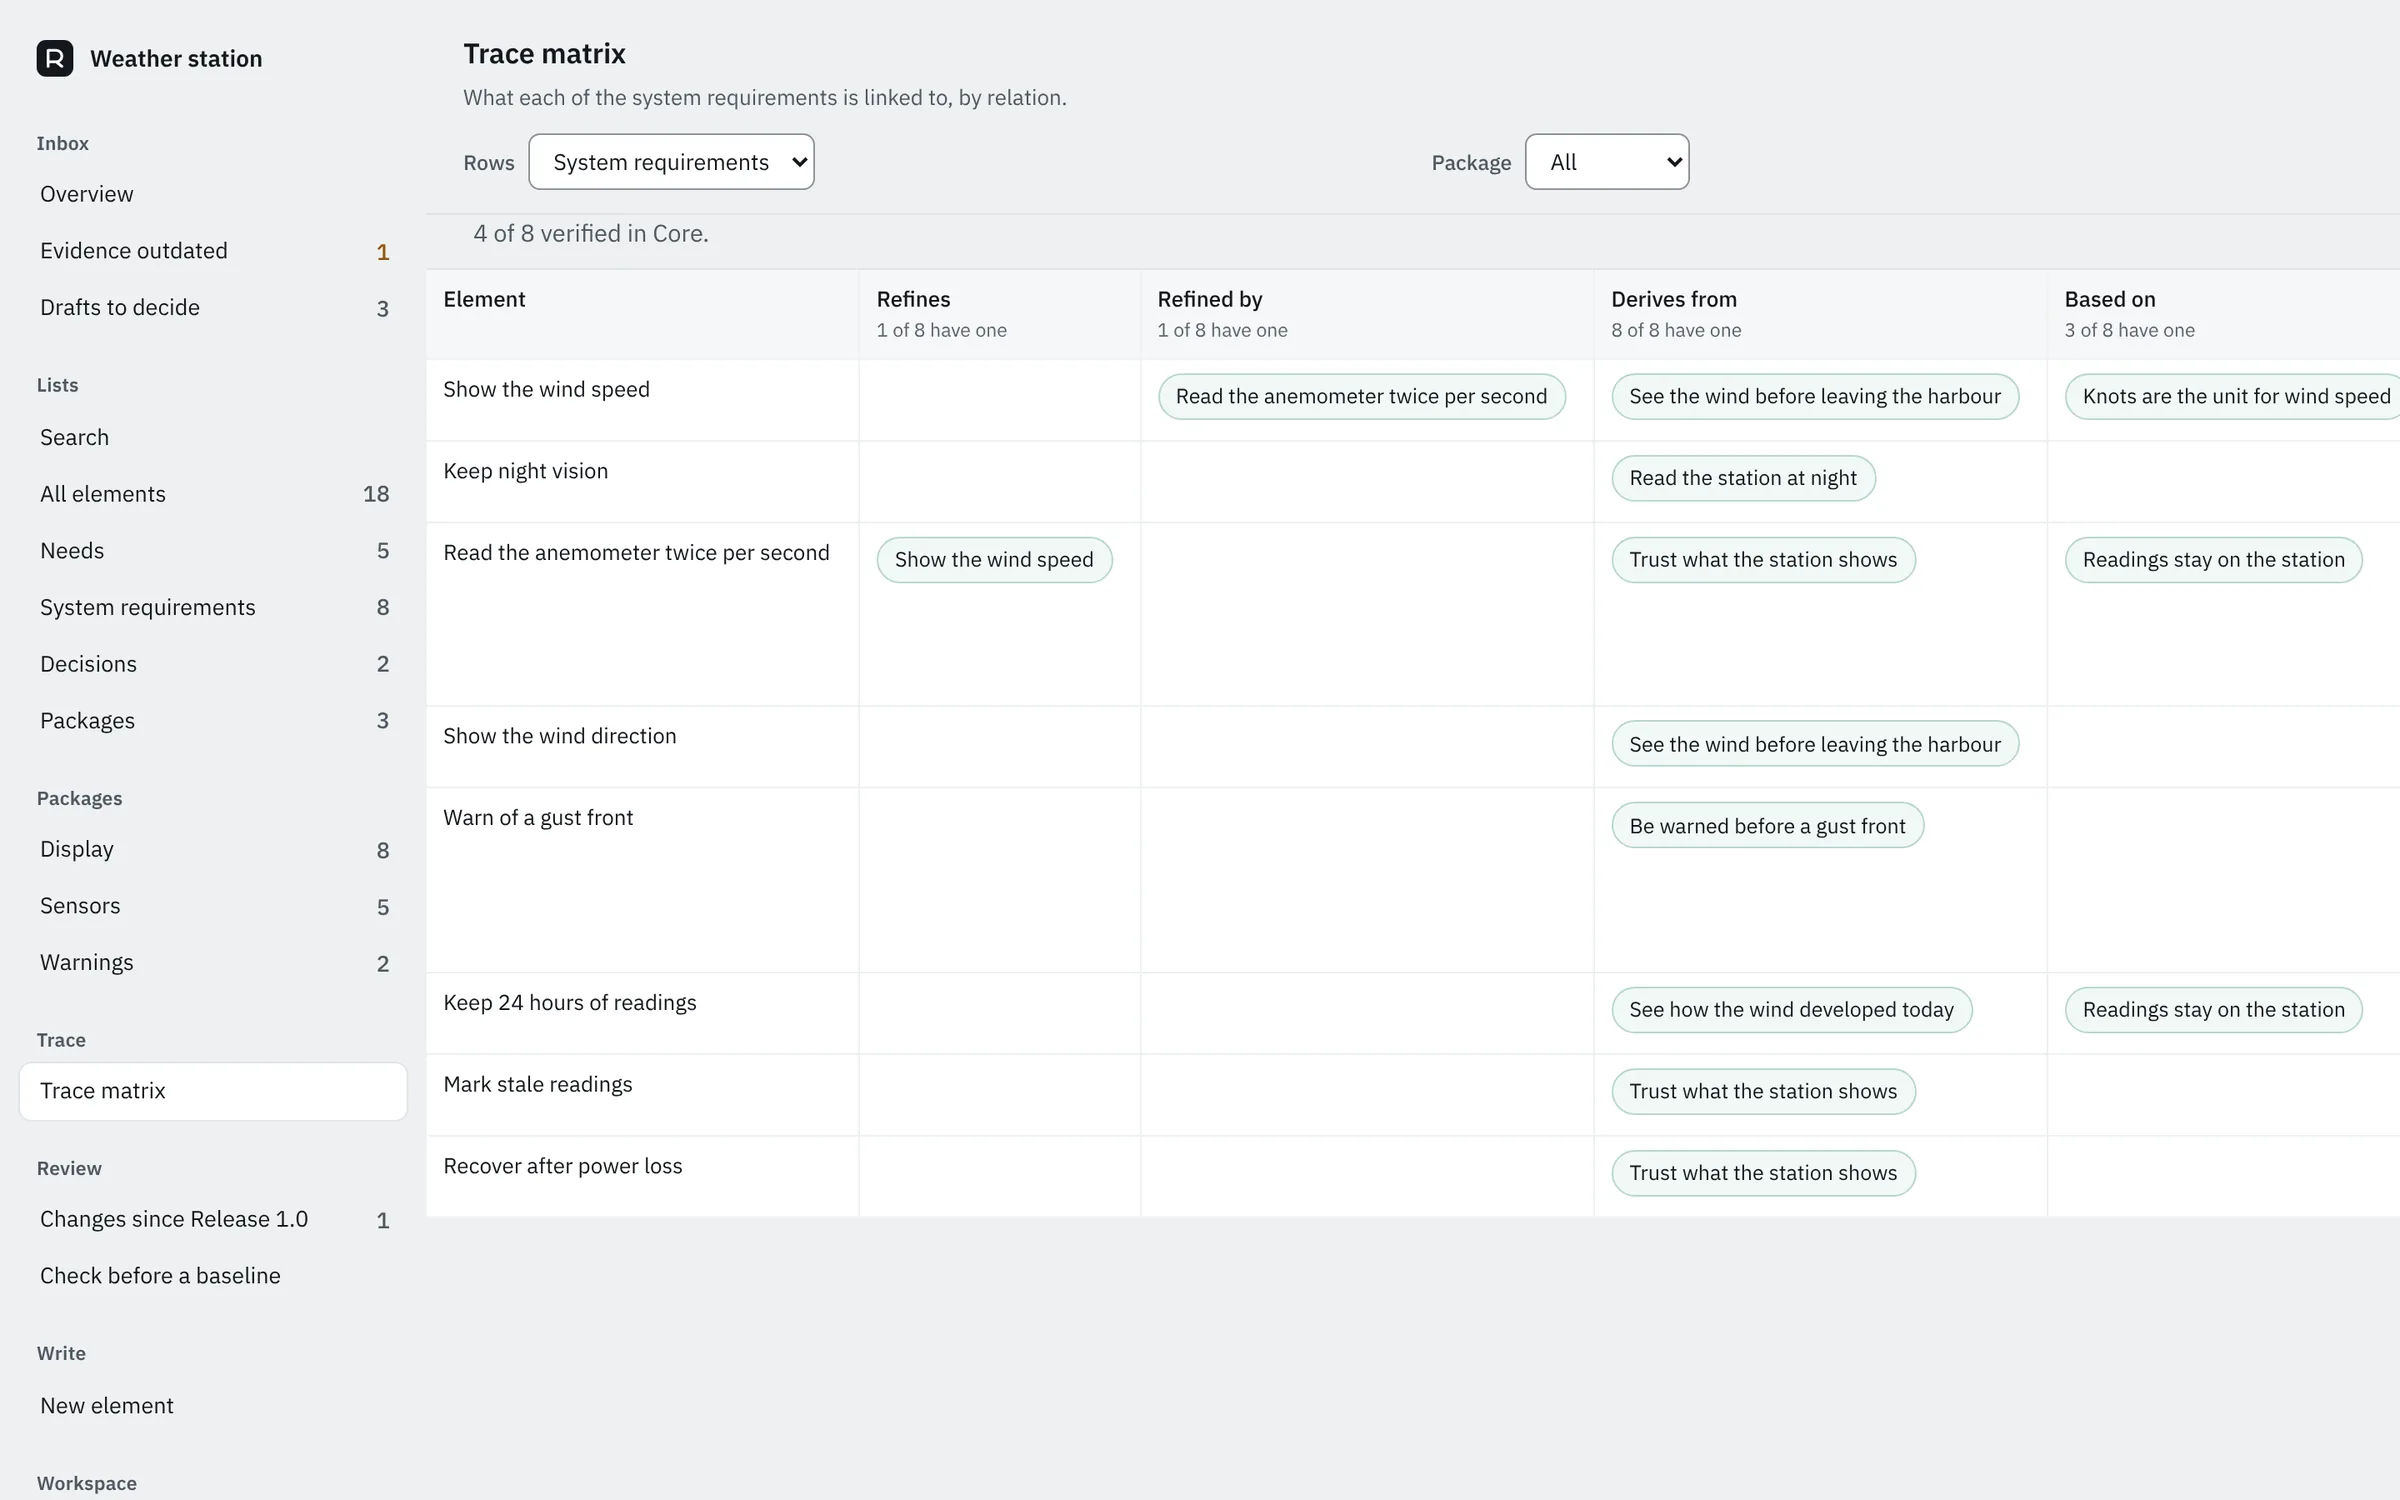 R Weather station
Inbox
Overview
Evidence outdated 1
Drafts to decide 3
Lists
Search
All elements 18
Needs 5
System requirements 8
Decisions 2
Packages 3
Packages
Display 8
Sensors 5
Warnings 2
Trace
Trace matrix
Review
Changes since Release 1.0 1
Check before a baseline
Write
New element
Workspace
Trace matrix
What each of the system requirements is linked to, by relation.
Rows System requirements Package All
4 of 8 verified in Core.
Element Refines Refined by Derives from Based on
1 of 8 have one 1 of 8 have one 8 of 8 have one 3 of 8 have one
Show the wind speed Read the anemometer twice per second See the wind before leaving the harbour Knots are the unit for wind speed
Keep night vision Read the station at night
Read the anemometer twice per second Show the wind speed Trust what the station shows Readings stay on the station
Show the wind direction See the wind before leaving the harbour
Warn of a gust front Be warned before a gust front
Keep 24 hours of readings See how the wind developed today Readings stay on the station
Mark stale readings Trust what the station shows
Recover after power loss Trust what the station shows